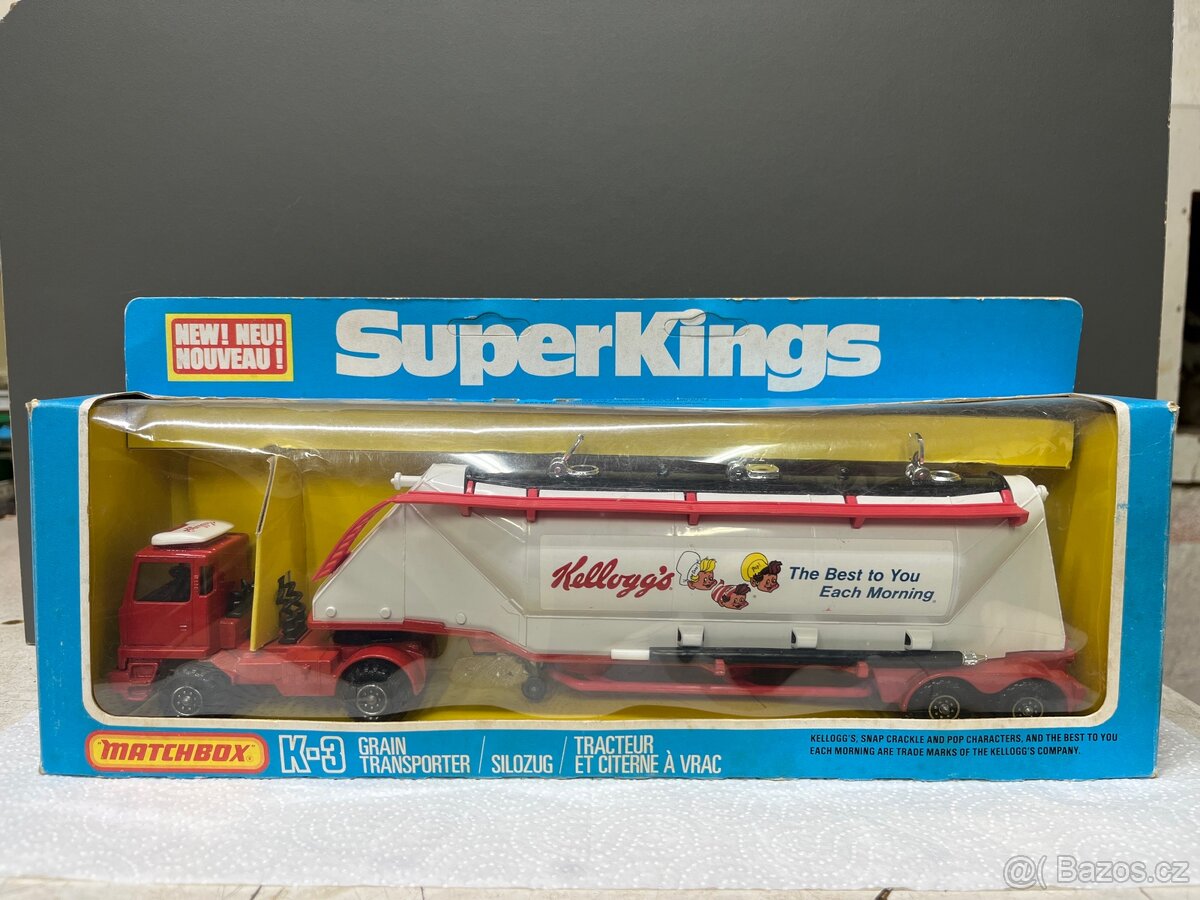 NEW! NEU!
NOUVEAU!
SuperKings
Kellogg's
Kellogg's
The Best to You
Each Morning
MATCHBOX
K-3
GRAIN
TRANSPORTER / SILOZUG / TRACTEUR
ET CITERNE À VRAC
KELLOGG'S, SNAP CRACKLE AND POP CHARACTERS, AND THE BEST TO YOU
EACH MORNING ARE TRADE MARKS OF THE KELLOGG'S COMPANY.
Bazos.cz